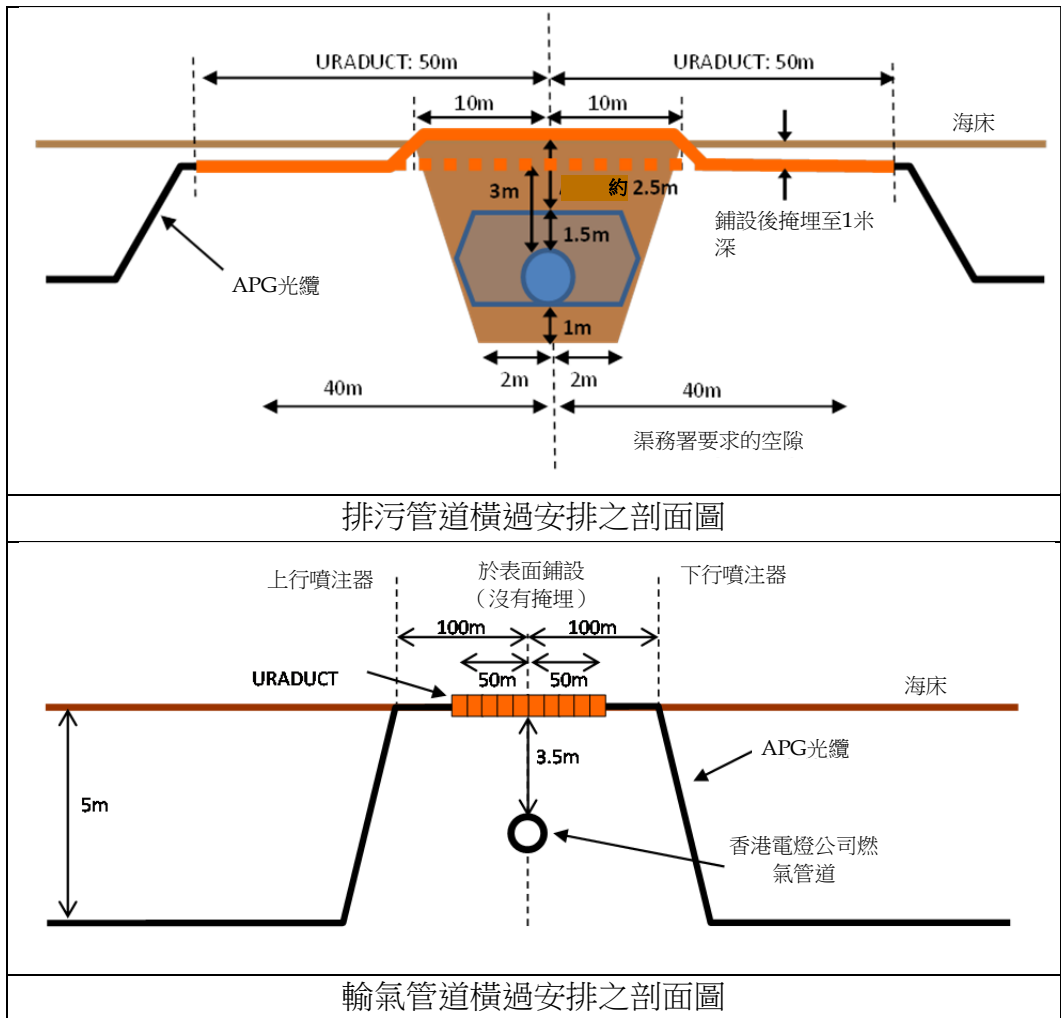 URADUCT: 50m
URADUCT: 50m
10m
10m
海床
3m
約 2.5m
1.5m
鋪設後掩埋至1米
深
APG光纜
1m
2m
2m
40m
40m
渠務署要求的空隙
排污管道橫過安排之剖面圖
上行噴注器
於表面鋪設
（沒有掩埋）
下行噴注器
100m
100m
50m
50m
URADUCT
海床
3.5m
APG光纜
5m
香港電燈公司燃
氣管道
輸氣管道橫過安排之剖面圖